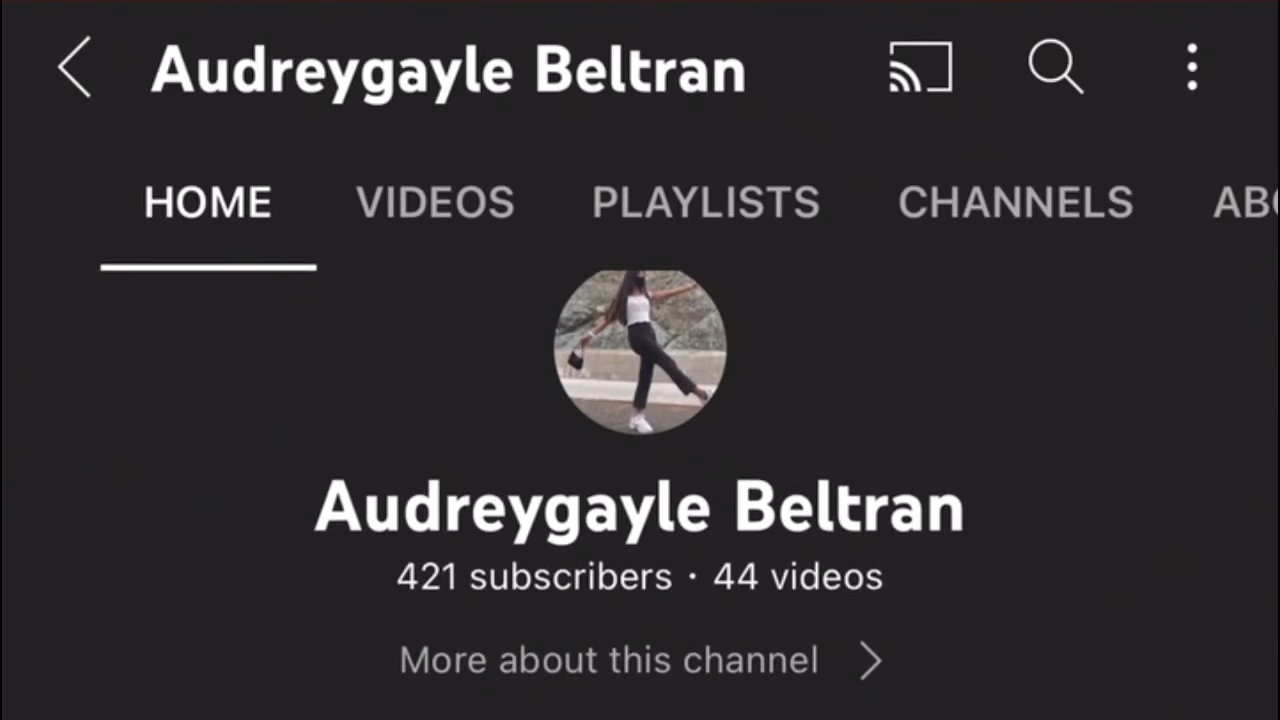 Audreygayle Beltran
HOME VIDEOS PLAYLISTS CHANNELS
Audreygayle Beltran
421 subscribers · 44 videos
More about this channel